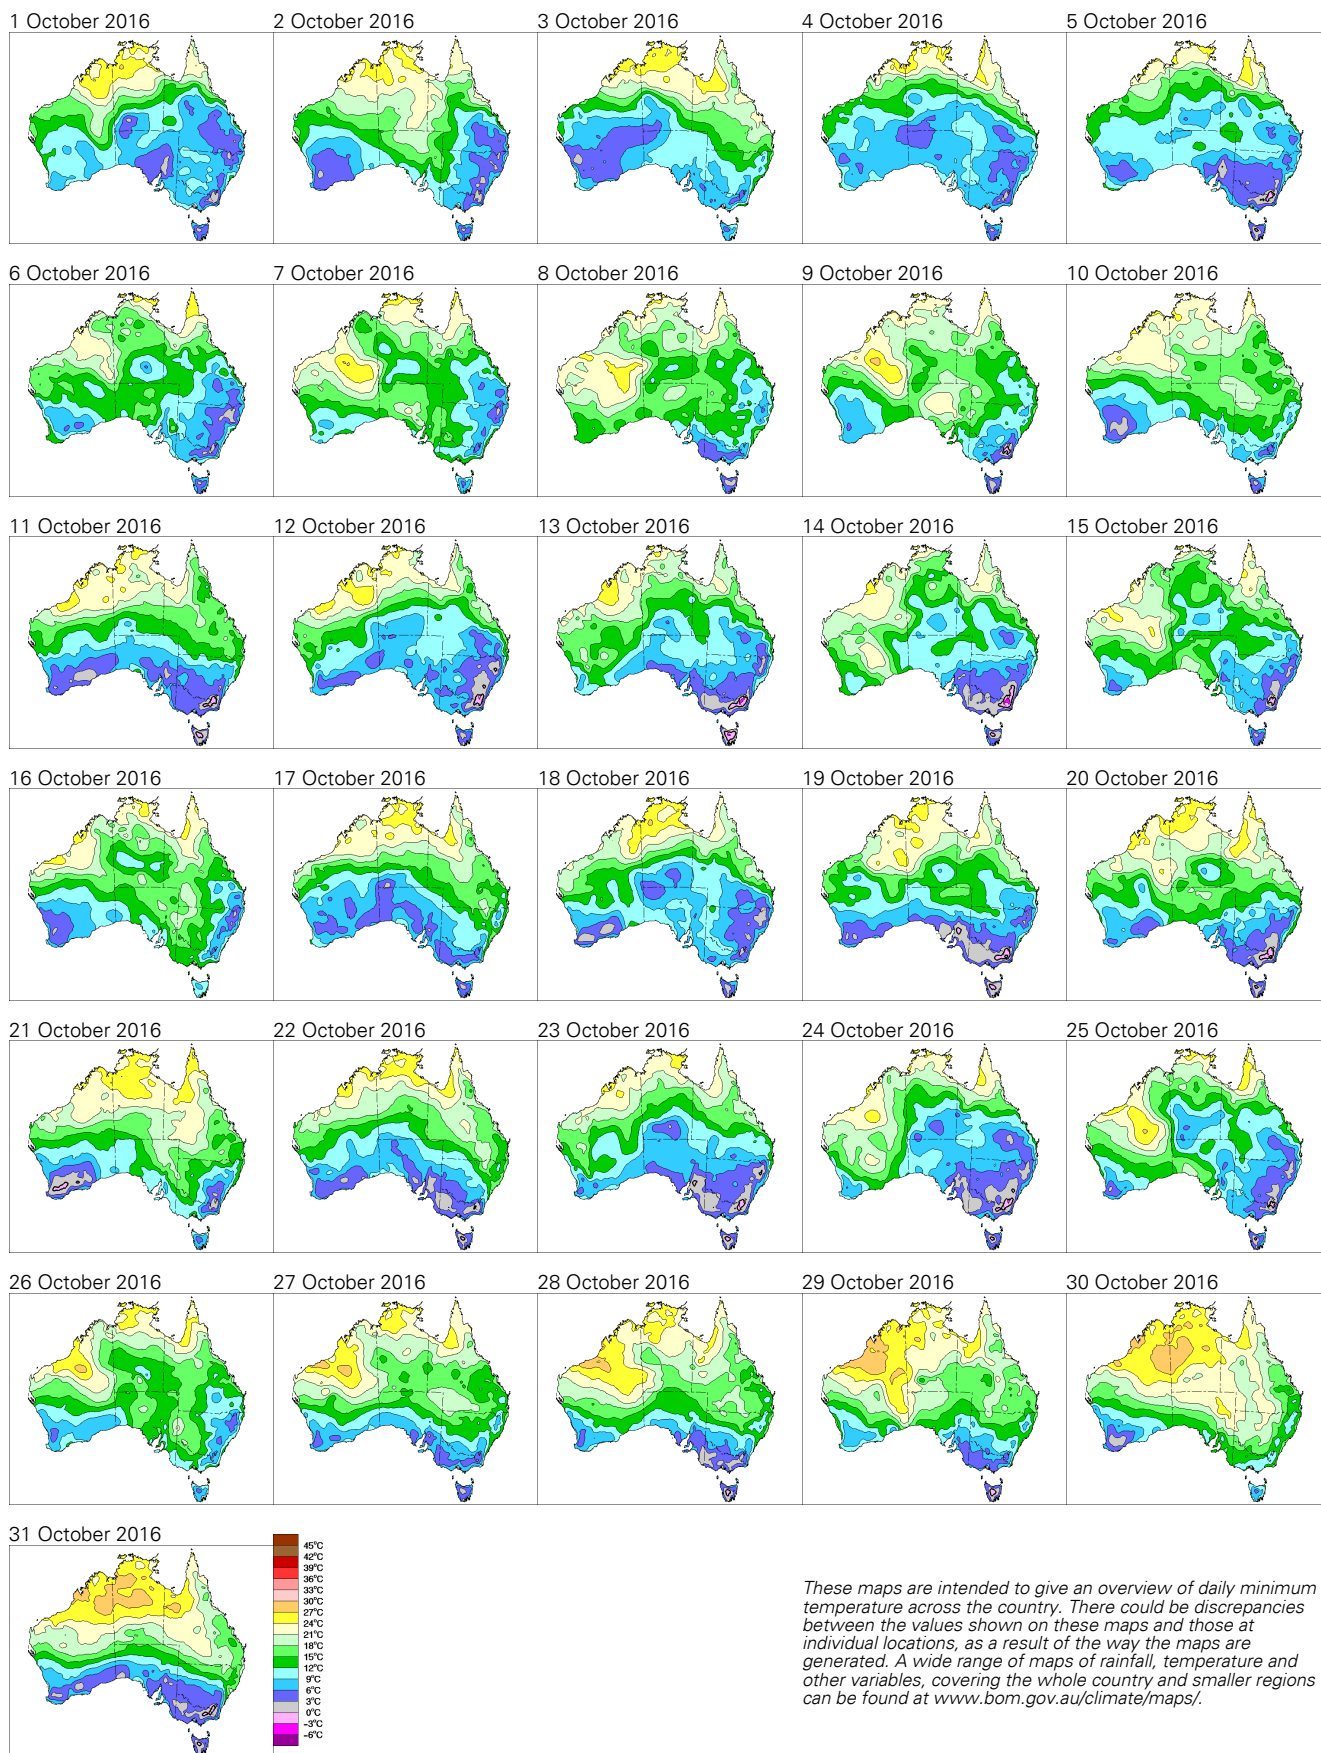 1 October 2016
2 October 2016
3 October 2016
4 October 2016
5 October 2016
6 October 2016
7 October 2016
8 October 2016
9 October 2016
10 October 2016
11 October 2016
12 October 2016
13 October 2016
14 October 2016
15 October 2016
16 October 2016
17 October 2016
18 October 2016
19 October 2016
20 October 2016
21 October 2016
22 October 2016
23 October 2016
24 October 2016
25 October 2016
26 October 2016
27 October 2016
28 October 2016
29 October 2016
30 October 2016
31 October 2016
45°C
42°C
39°C
36°C
33°C
30°C
27°C
24°C
21°C
18°C
15°C
12°C
9°C
6°C
3°C
0°C
-3°C
-6°C
These maps are intended to give an overview of daily minimum
temperature across the country. There could be discrepancies
between the values shown on these maps and those at
individual locations, as a result of the way the maps are
generated. A wide range of maps of rainfall, temperature and
other variables, covering the whole country and smaller regions
can be found at www.bom.gov.au/climate/maps/.